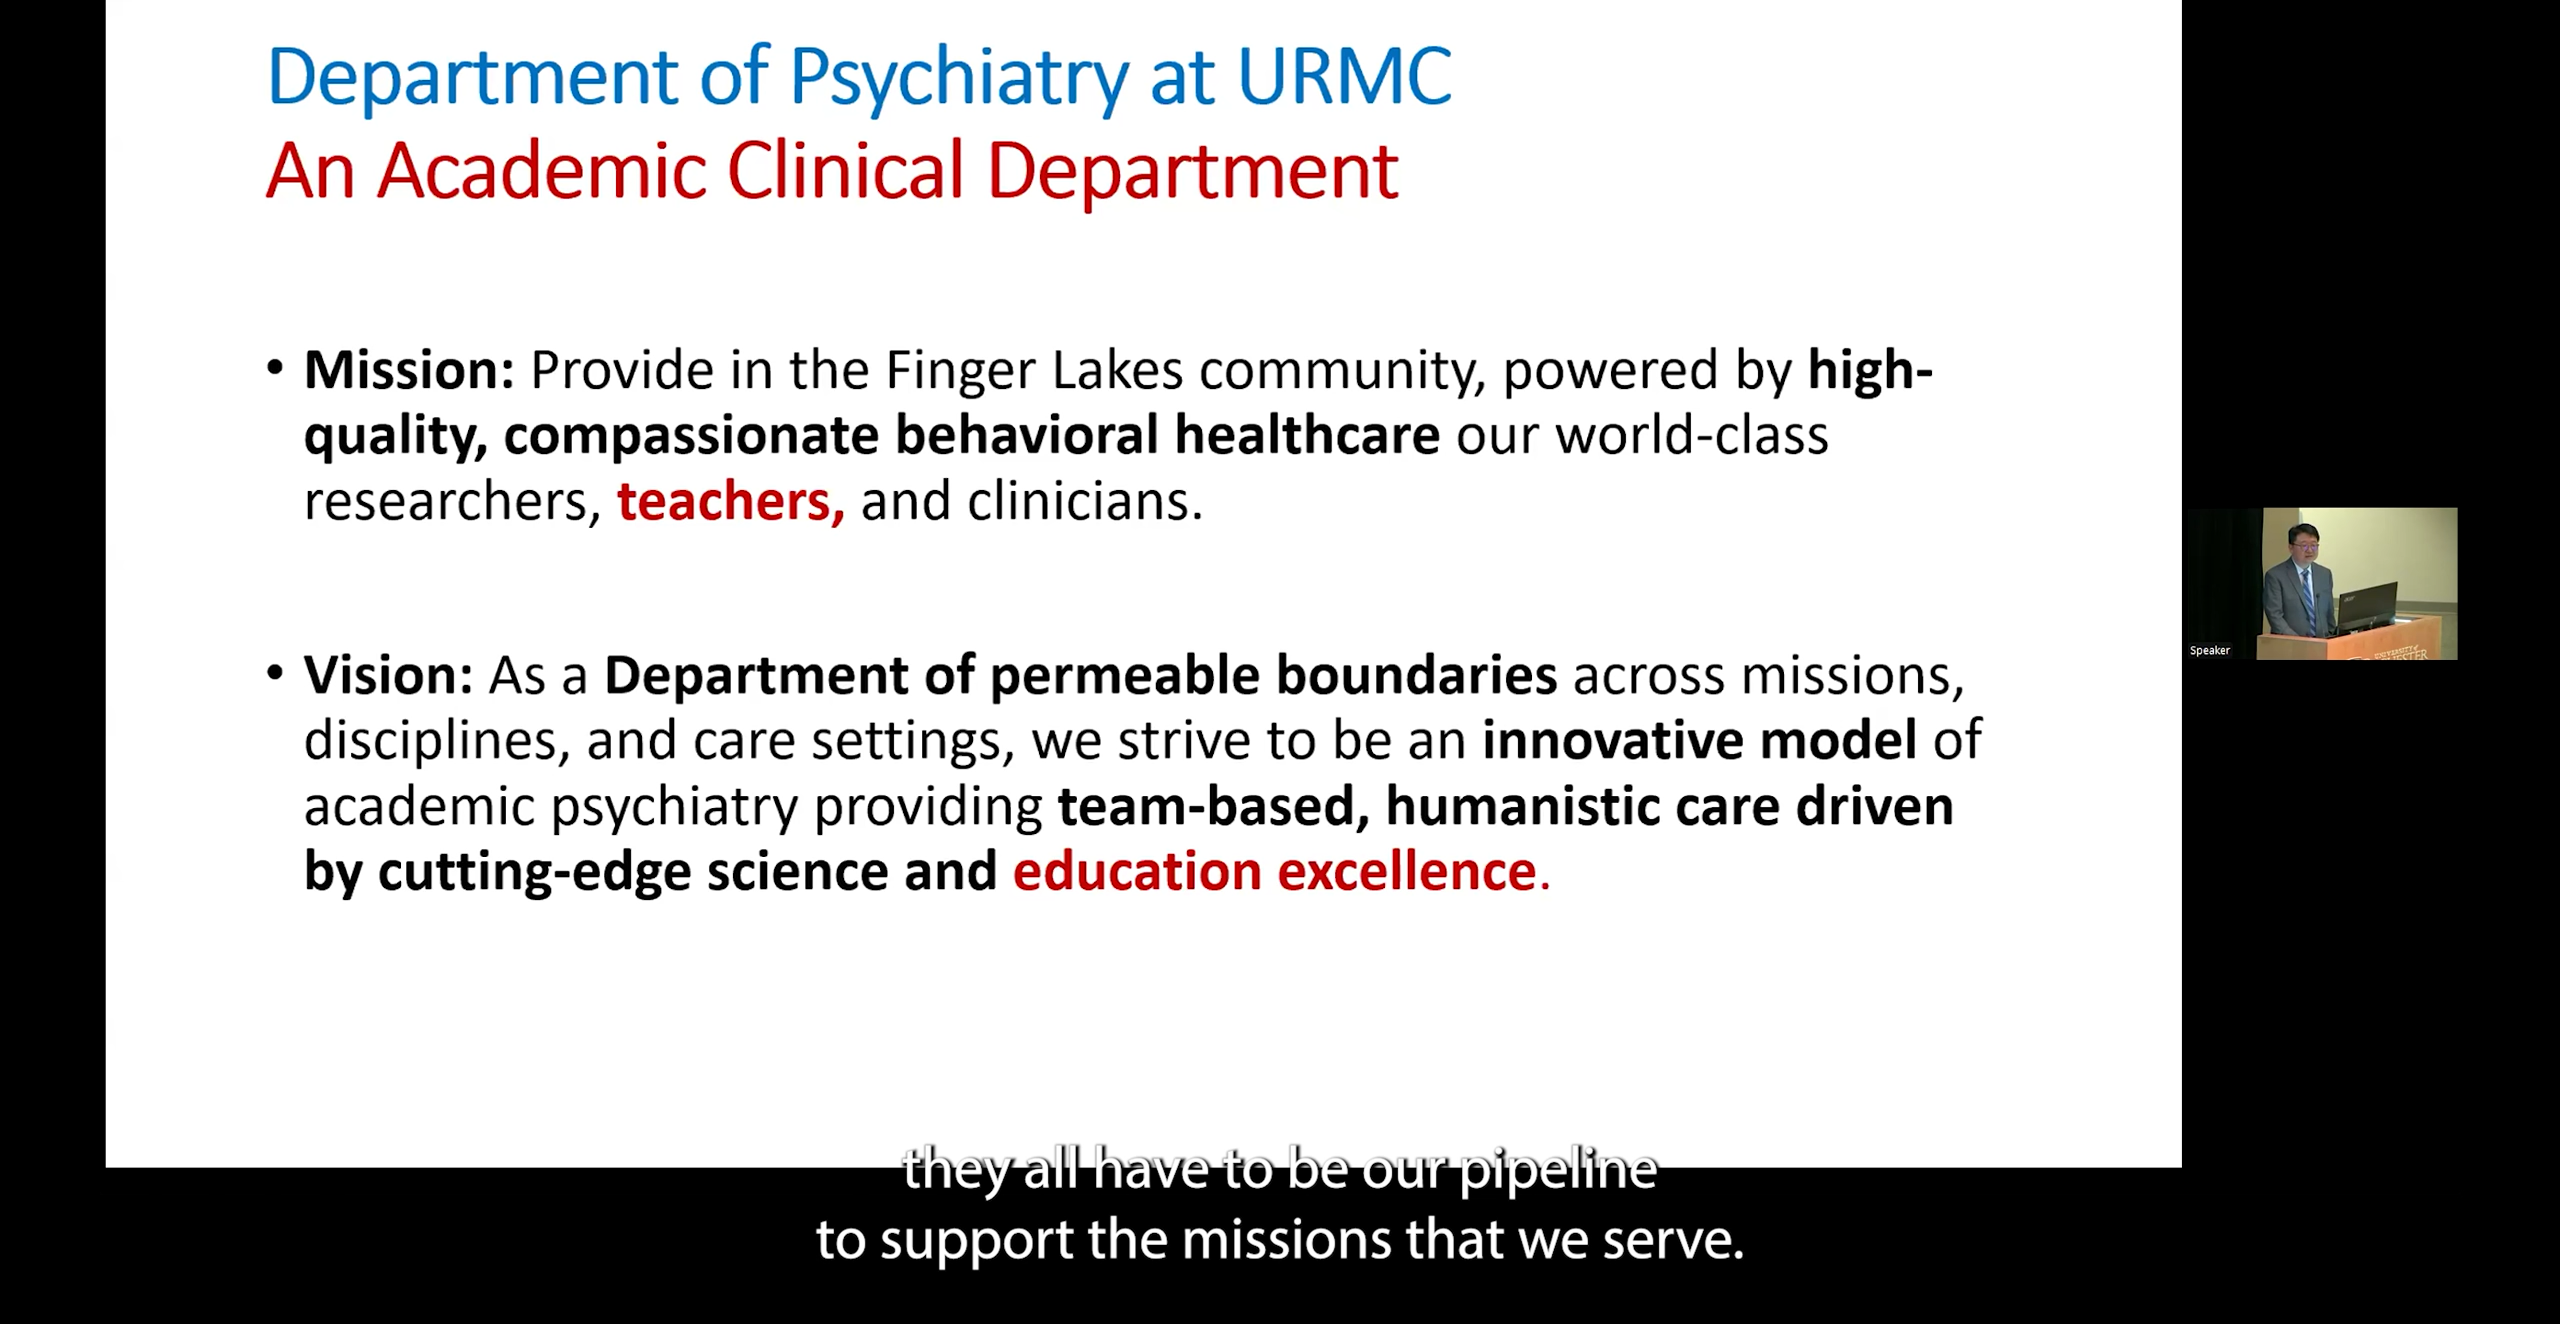 Department of Psychiatry at URMC
An Academic Clinical Department
• Mission: Provide in the Finger Lakes community, powered by high-
quality, compassionate behavioral healthcare our world-class
researchers, teachers, and clinicians.
• Vision: As a Department of permeable boundaries across missions,
disciplines, and care settings, we strive to be an innovative model of
academic psychiatry providing team-based, humanistic care driven
by cutting-edge science and education excellence.
Speaker
they all have to be our pipeline
to support the missions that we serve.